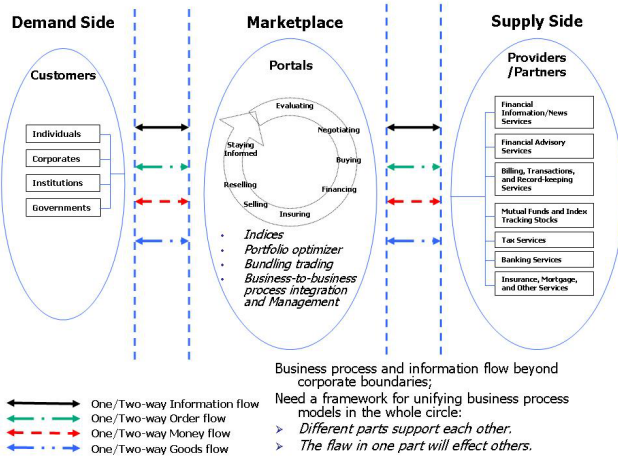 Demand Side
Marketplace
Supply Side
Customers
Individuals
Corporates
Institutions
Governments
Portals
Evaluating
Negotiating
Buying
Financing
Insuring
Selling
Reselling
Staying
Informed
• Indices
• Portfolio optimizer
• Bundling trading
• Business-to-business
process integration
and Management
Providers
/Partners
Financial
Information/News
Services
Financial Advisory
Services
Billing, Transactions,
and Record-keeping
Services
Mutual Funds and Index
Tracking Stocks
Tax Services
Banking Services
Insurance, Mortgage,
and Other Services
One/Two-way Information flow
One/Two-way Order flow
One/Two-way Money flow
One/Two-way Goods flow
Business process and information flow beyond
corporate boundaries;
Need a framework for unifying business process
models in the whole circle:
➢ Different parts support each other.
➢ The flaw in one part will effect others.